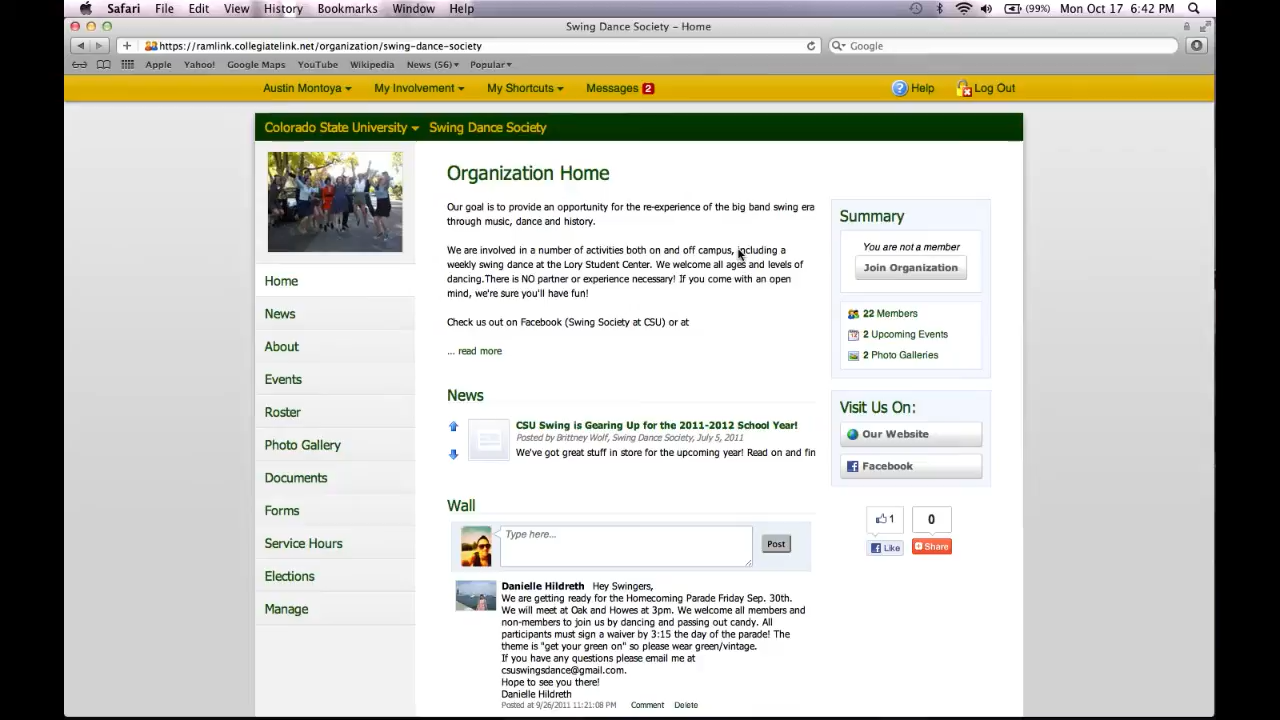 Safari File Edit View History Bookmarks Window Help (99%) Mon Oct 17 6:42 PM
Swing Dance Society – Home
https://ramlink.collegiatelink.net/organization/swing-dance-society Google
Apple Yahoo! Google Maps YouTube Wikipedia News (56) Popular
Austin Montoya My Involvement My Shortcuts Messages 2 Help Log Out
Colorado State University Swing Dance Society
Home
News
About
Events
Roster
Photo Gallery
Documents
Forms
Service Hours
Elections
Manage
Organization Home
Our goal is to provide an opportunity for the re-experience of the big band swing era
through music, dance and history.
We are involved in a number of activities both on and off campus, including a
weekly swing dance at the Lory Student Center. We welcome all ages and levels of
dancing.There is NO partner or experience necessary! If you come with an open
mind, we're sure you'll have fun!
Check us out on Facebook (Swing Society at CSU) or at
... read more
News
CSU Swing is Gearing Up for the 2011-2012 School Year!
Posted by Brittney Wolf, Swing Dance Society, July 5, 2011
We've got great stuff in store for the upcoming year! Read on and fin
Wall
Type here...
Post
Danielle Hildreth Hey Swingers,
We are getting ready for the Homecoming Parade Friday Sep. 30th.
We will meet at Oak and Howes at 3pm. We welcome all members and
non-members to join us by dancing and passing out candy. All
participants must sign a waiver by 3:15 the day of the parade! The
theme is "get your green on" so please wear green/vintage.
If you have any questions please email me at
csuswingsdance@gmail.com.
Hope to see you there!
Danielle Hildreth
Posted at 9/26/2011 11:21:08 PM Comment Delete
Summary
You are not a member
Join Organization
22 Members
2 Upcoming Events
2 Photo Galleries
Visit Us On:
Our Website
Facebook
1 0
Like Share